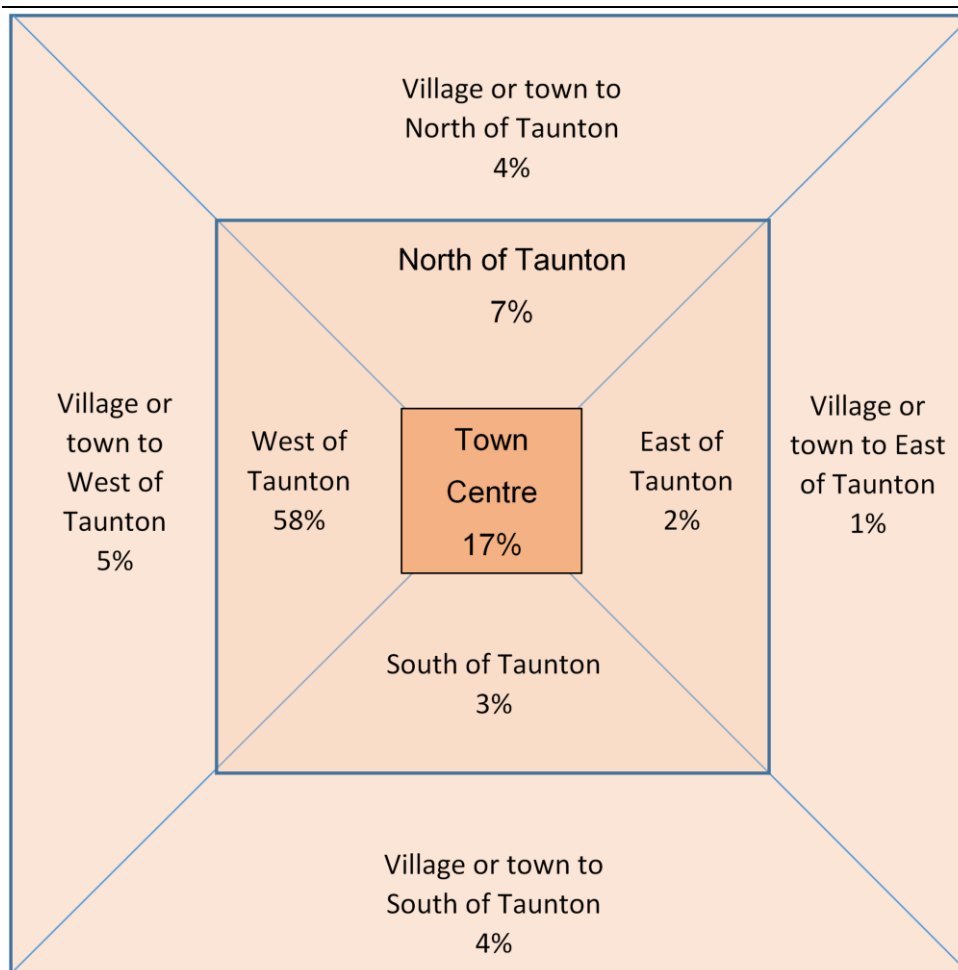 Village or town to
North of Taunton
4%
North of Taunton
7%
Village or
town to
West of
Taunton
5%
West of
Taunton
58%
Town
Centre
17%
East of
Taunton
2%
Village or
town to East
of Taunton
1%
South of Taunton
3%
Village or town to
South of Taunton
4%